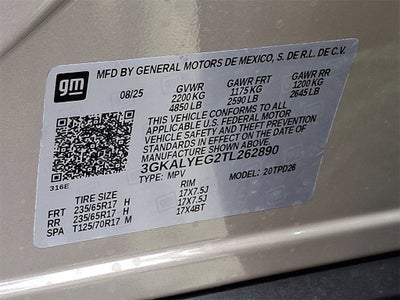 gm
MFD BY GENERAL MOTORS DE MEXICO, S. DE R.L. DE C.V.
08/25 GVWR GAWR FRT GAWR RR
2200 KG 1175 KG 1200 KG
4850 LB 2590 LB 2645 LB
THIS VEHICLE CONFORMS TO ALL
APPLICABLE U.S. FEDERAL MOTOR
VEHICLE SAFETY AND THEFT PREVENTION
STANDARDS IN EFFECT ON THE DATE OF
MANUFACTURE SHOWN ABOVE.
3GKALYEG2TL262890
TYPE: MPV MODEL: 20TPD26
316E
TIRE SIZE RIM
FRT 235/65R17 H 17X7.5J
RR 235/65R17 H 17X7.5J
SPA T125/70R17 M 17X4BT